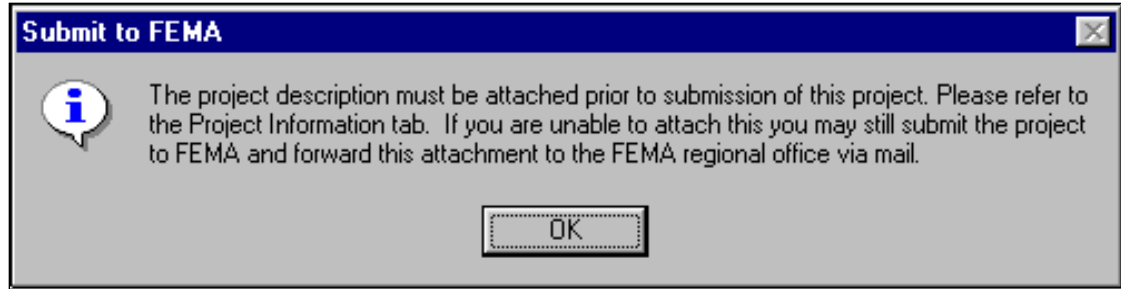 Submit to FEMA
The project description must be attached prior to submission of this project. Please refer to
the Project Information tab.  If you are unable to attach this you may still submit the project
to FEMA and forward this attachment to the FEMA regional office via mail.
OK